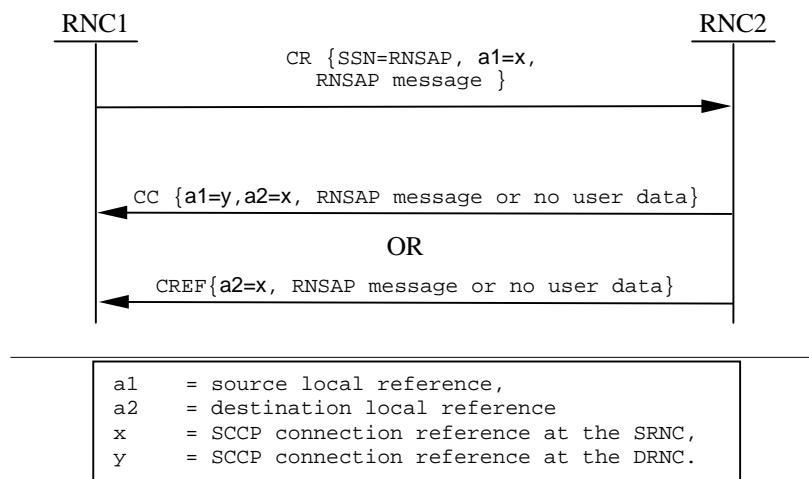 RNC1
RNC2
CR {SSN=RNSAP, a1=x,
RNSAP message }
CC {a1=y,a2=x, RNSAP message or no user data}
OR
CREF{a2=x, RNSAP message or no user data}
a1 = source local reference,
a2 = destination local reference
x = SCCP connection reference at the SRNC,
y = SCCP connection reference at the DRNC.